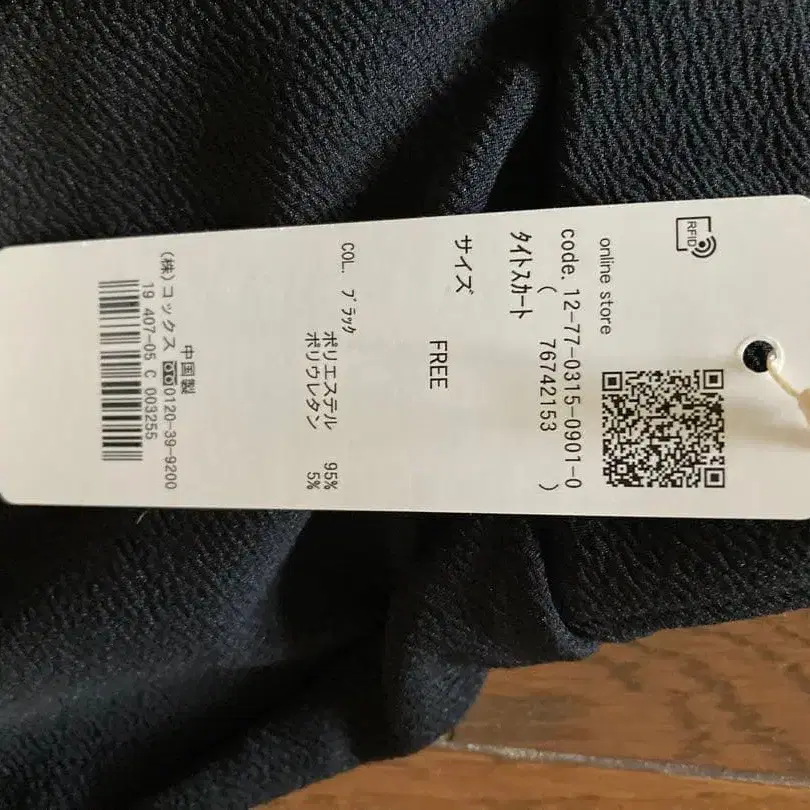 RFID
online store
code. 12-77-0315-0901-0
( 76742153 )
ﾀｲﾄｽｶｰﾄ
サイズ
FREE
COL. ﾌﾞﾗｯｸ
ポリエステル 95%
ポリウレタン 5%
中国製
(株)コックス 0120-39-9200
19 407-05 C 003255